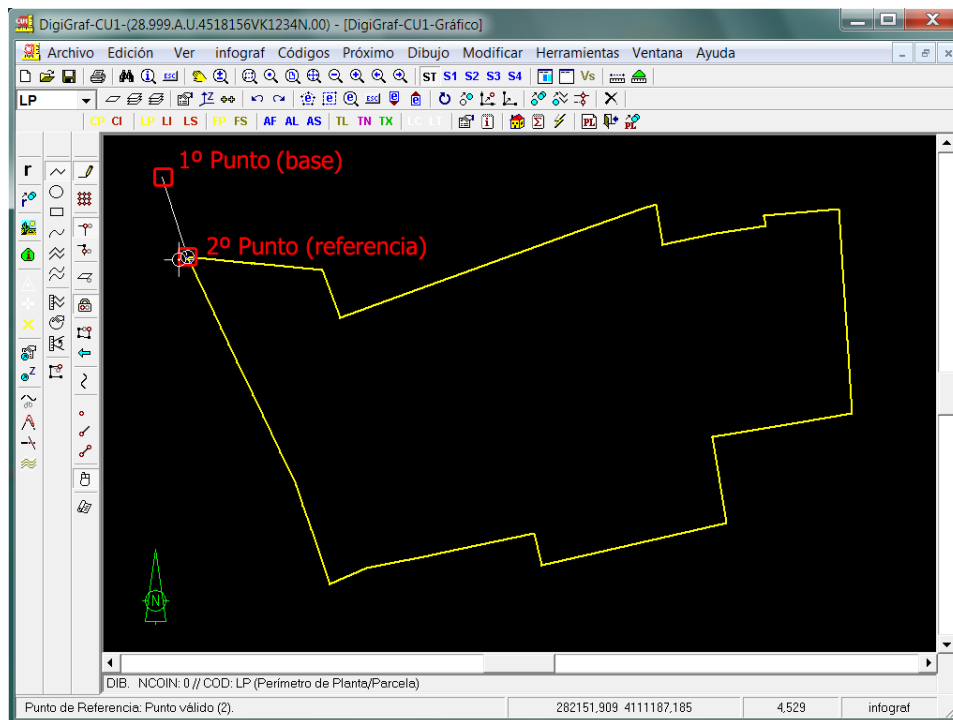 DigiGraf-CU1-(28.999.A.U.4518156VK1234N.00) - [DigiGraf-CU1-Gráfico]
Archivo Edición Ver infograf Códigos Próximo Dibujo Modificar Herramientas Ventana Ayuda
ST S1 S2 S3 S4 Vs
LP
CP CI LP LI LS FP FS AF AL AS TL TN TX LC LT PL
r
1º Punto (base)
2º Punto (referencia)
N
DIB. NCOIN: 0 // COD: LP (Perímetro de Planta/Parcela)
Punto de Referencia: Punto válido (2). 282151,909 4111187,185 4,529 infograf